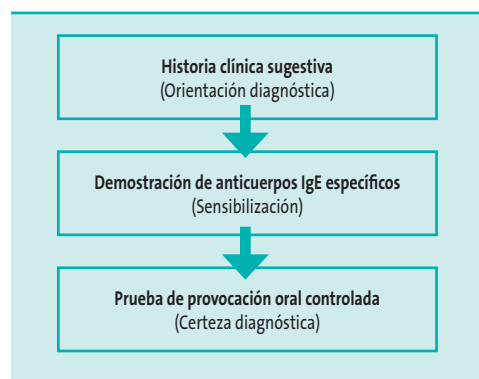 Historia clínica sugestiva
(Orientación diagnóstica)
Demostración de anticuerpos IgE específicos
(Sensibilización)
Prueba de provocación oral controlada
(Certeza diagnóstica)